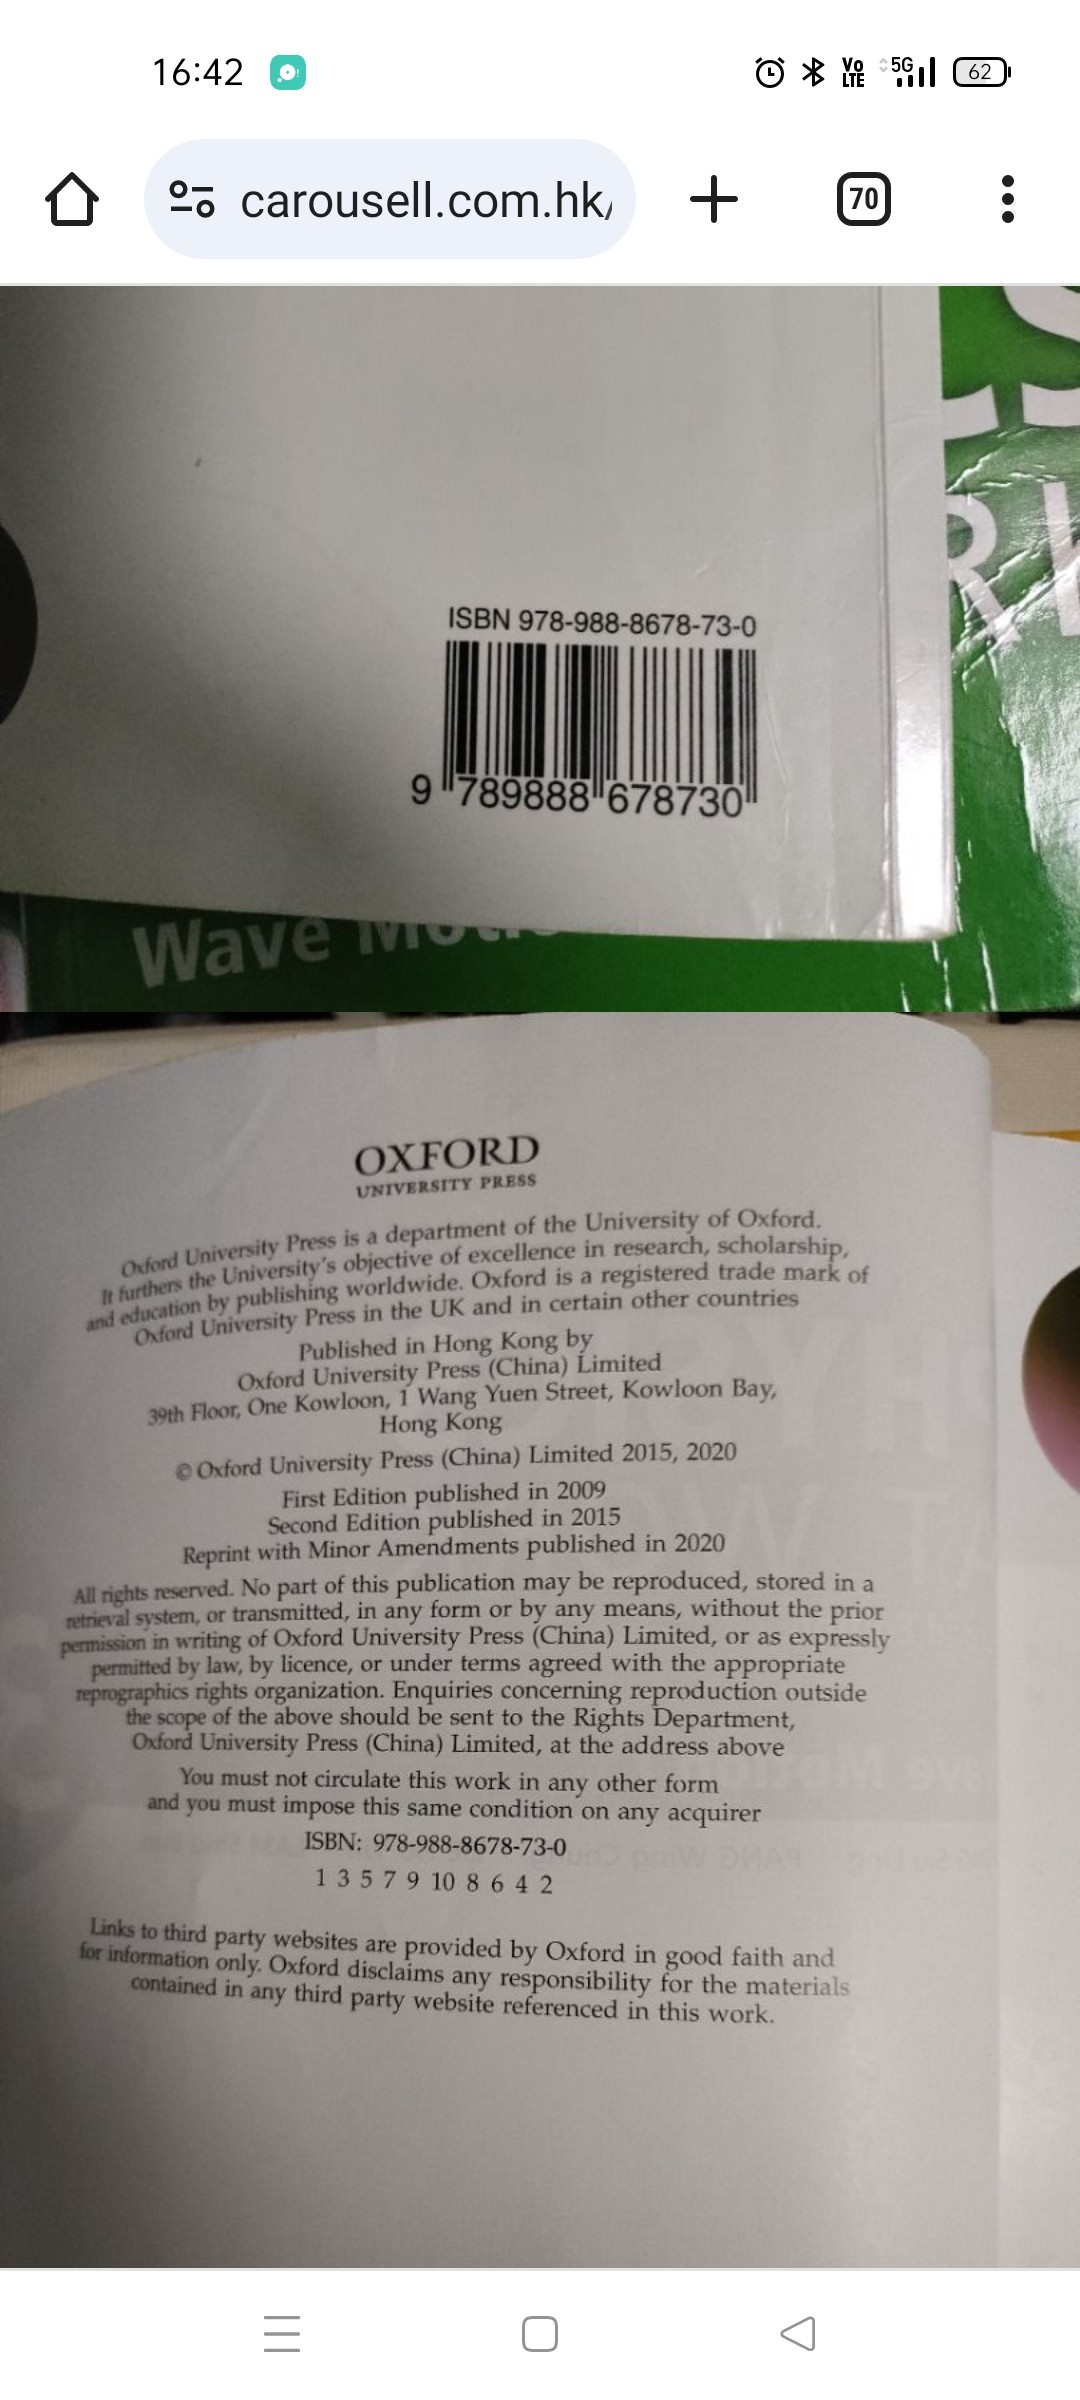 16:42
Vo
LTE
5G
62
carousell.com.hk/
70
ISBN 978-988-8678-73-0
9 789888 678730
Wave
OXFORD
UNIVERSITY PRESS
Oxford University Press is a department of the University of Oxford.
It furthers the University's objective of excellence in research, scholarship,
and education by publishing worldwide. Oxford is a registered trade mark of
Oxford University Press in the UK and in certain other countries
Published in Hong Kong by
Oxford University Press (China) Limited
39th Floor, One Kowloon, 1 Wang Yuen Street, Kowloon Bay,
Hong Kong
© Oxford University Press (China) Limited 2015, 2020
First Edition published in 2009
Second Edition published in 2015
Reprint with Minor Amendments published in 2020
All rights reserved. No part of this publication may be reproduced, stored in a
retrieval system, or transmitted, in any form or by any means, without the prior
permission in writing of Oxford University Press (China) Limited, or as expressly
permitted by law, by licence, or under terms agreed with the appropriate
reprographics rights organization. Enquiries concerning reproduction outside
the scope of the above should be sent to the Rights Department,
Oxford University Press (China) Limited, at the address above
You must not circulate this work in any other form
and you must impose this same condition on any acquirer
ISBN: 978-988-8678-73-0
1 3 5 7 9 10 8 6 4 2
Links to third party websites are provided by Oxford in good faith and
for information only. Oxford disclaims any responsibility for the materials
contained in any third party website referenced in this work.